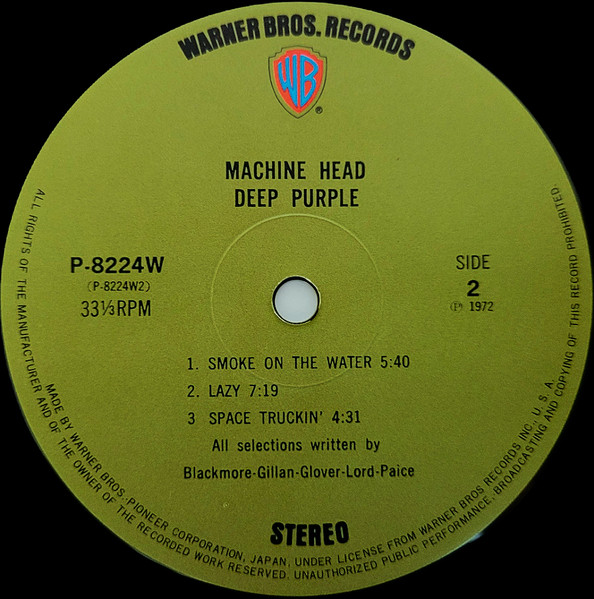 WARNER BROS. RECORDS
WB
®
MACHINE HEAD
DEEP PURPLE
P-8224W
(P-8224W2)
33⅓RPM
SIDE
2
Ⓟ 1972
1. SMOKE ON THE WATER 5:40
2. LAZY 7:19
3 SPACE TRUCKIN' 4:31
All selections written by
Blackmore-Gillan-Glover-Lord-Paice
STEREO
MADE BY WARNER BROS.-PIONEER CORPORATION, JAPAN, UNDER LICENSE FROM WARNER BROS RECORDS INC., U.S.A.
ALL RIGHTS OF THE MANUFACTURER AND OF THE OWNER OF THE RECORDED WORK RESERVED. UNAUTHORIZED PUBLIC PERFORMANCE, BROADCASTING AND COPYING OF THIS RECORD PROHIBITED.